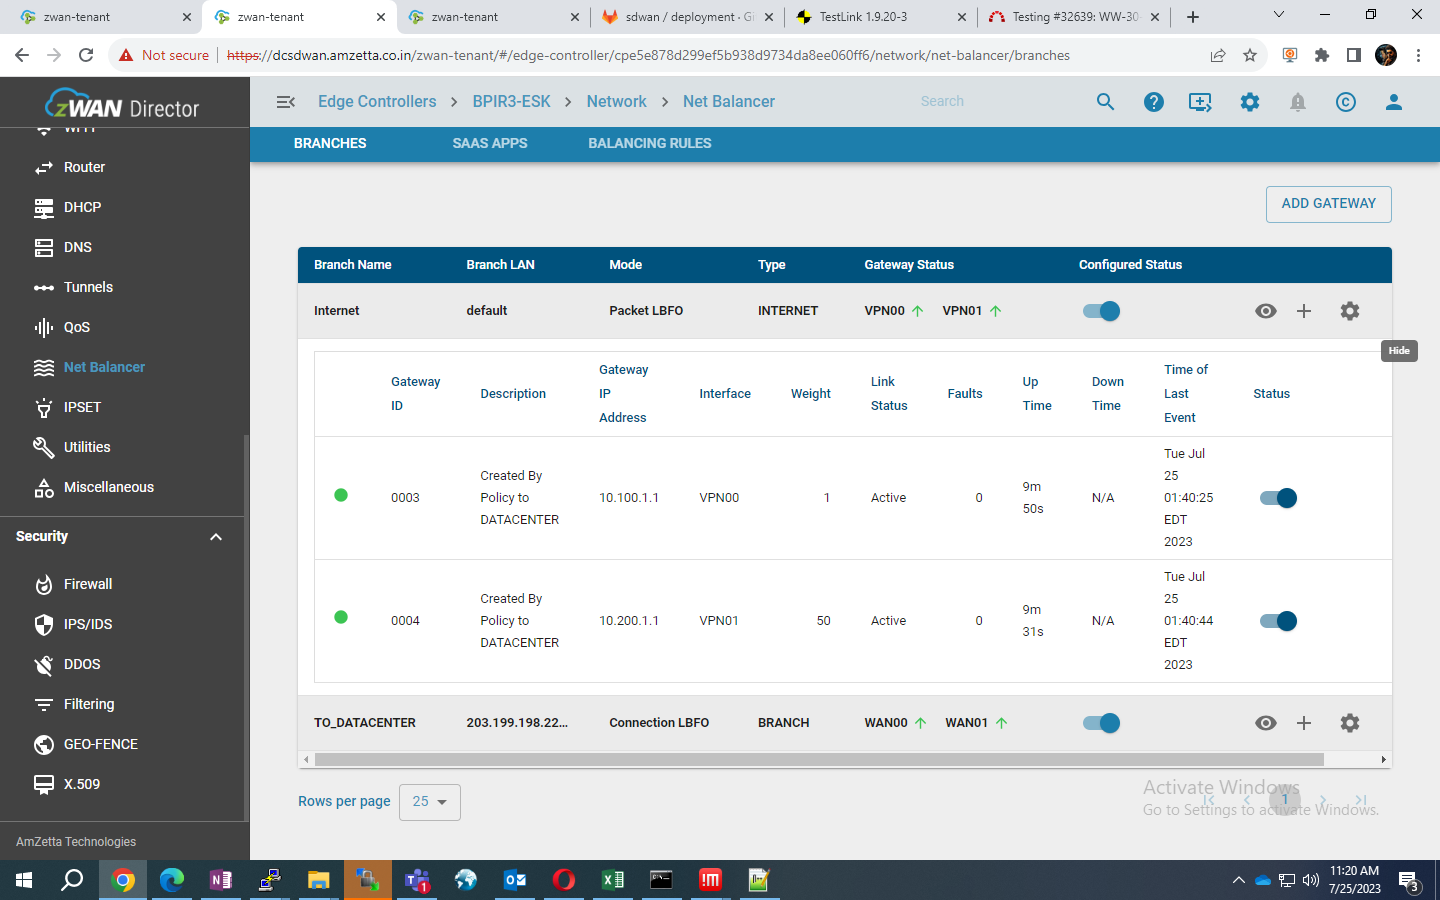 zwan-tenant
zwan-tenant
zwan-tenant
sdwan / deployment · Gi
TestLink 1.9.20-3
Testing #32639: WW-30-
Not secure
https://dcsdwan.amzetta.co.in/zwan-tenant/#/edge-controller/cpe5e878d299ef5b938d9734da8ee060ff6/network/net-balancer/branches
zWAN Director
Edge Controllers > BPIR3-ESK > Network > Net Balancer
Search
BRANCHES
SAAS APPS
BALANCING RULES
Router
DHCP
DNS
Tunnels
QoS
Net Balancer
IPSET
Utilities
Miscellaneous
Security
Firewall
IPS/IDS
DDOS
Filtering
GEO-FENCE
X.509
AmZetta Technologies
ADD GATEWAY
Branch Name Branch LAN Mode Type Gateway Status Configured Status
Internet default Packet LBFO INTERNET VPN00 VPN01
Hide
Gateway ID
Description
Gateway IP Address
Interface
Weight
Link Status
Faults
Up Time
Down Time
Time of Last Event
Status
0003
Created By
Policy to
DATACENTER
10.100.1.1
VPN00
1
Active
0
9m
50s
N/A
Tue Jul
25
01:40:25
EDT
2023
0004
Created By
Policy to
DATACENTER
10.200.1.1
VPN01
50
Active
0
9m
31s
N/A
Tue Jul
25
01:40:44
EDT
2023
TO_DATACENTER 203.199.198.22... Connection LBFO BRANCH WAN00 WAN01
Rows per page 25
1
Activate Windows
Go to Settings to activate Windows.
11:20 AM
7/25/2023
1
3